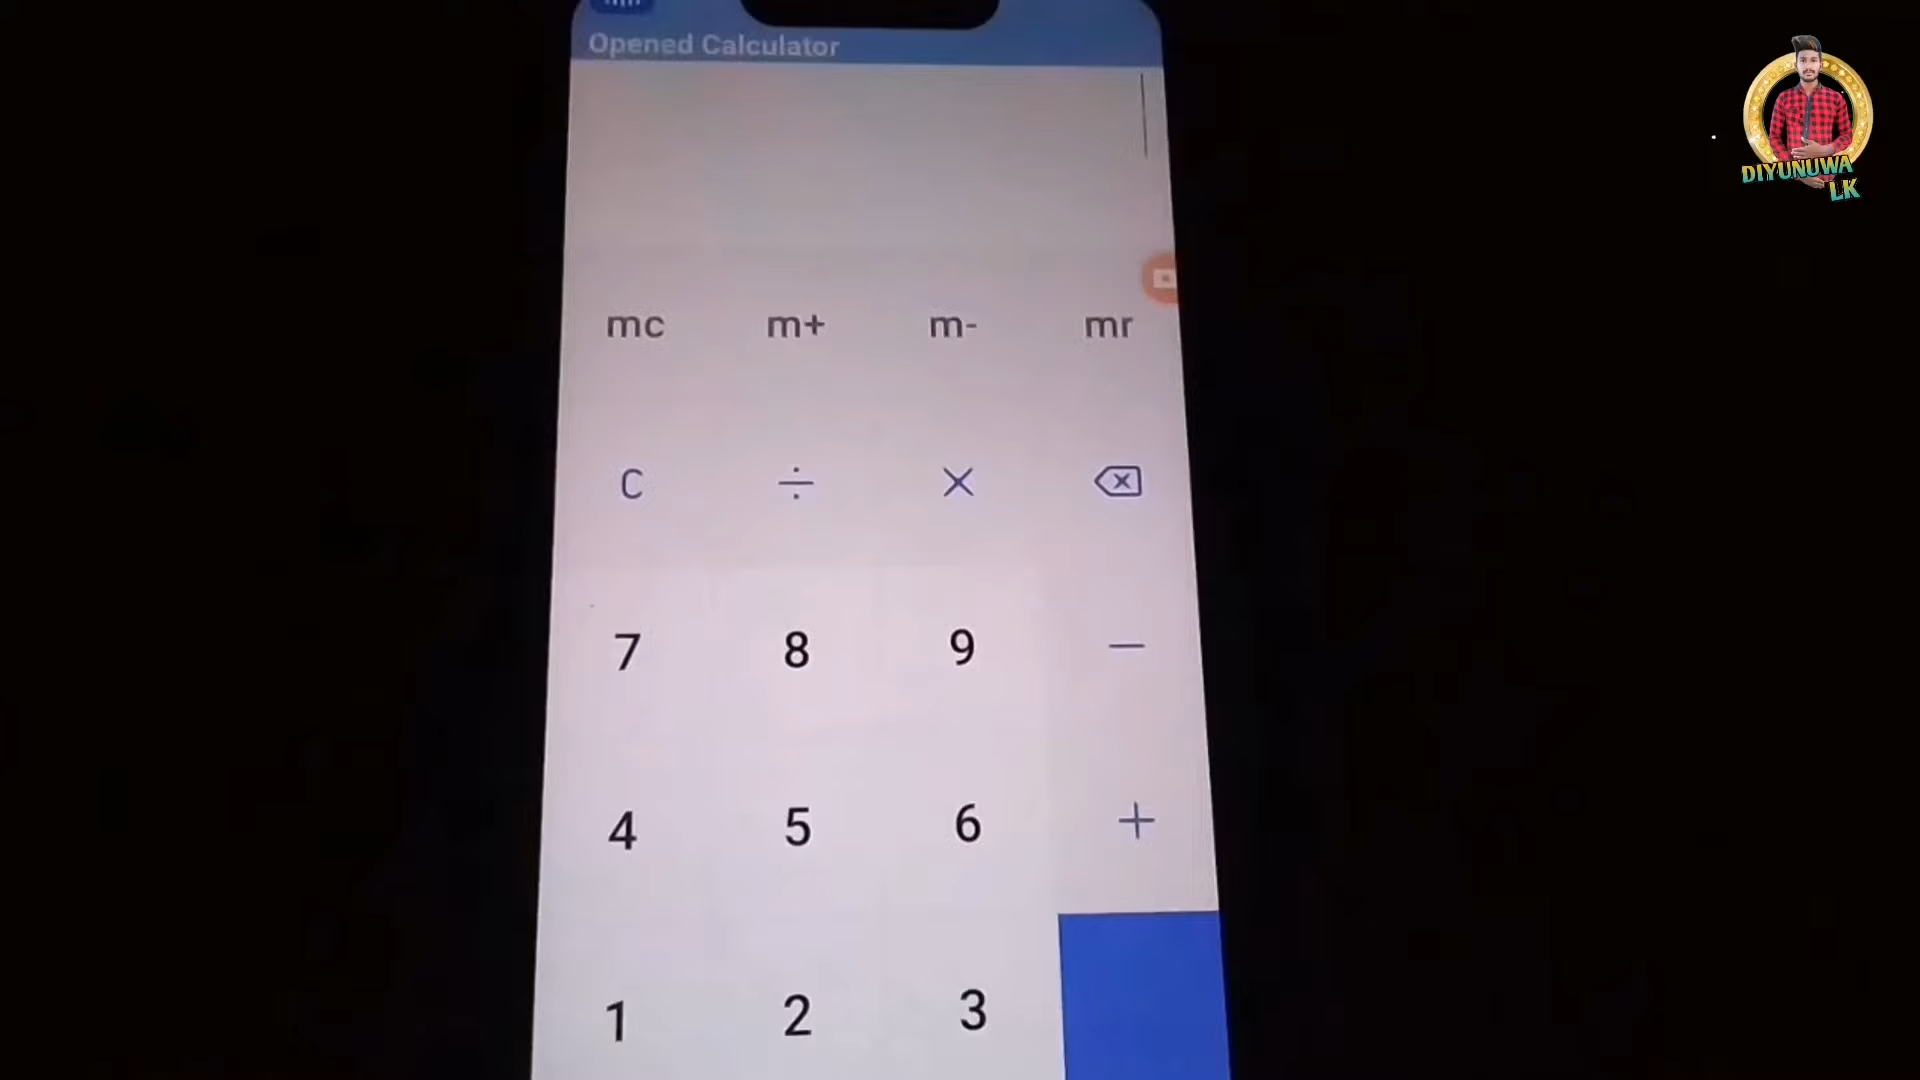 Opened Calculator
DIYUNUWA
LK
mc m+ m- mr
C ÷ ×
7 8 9 −
4 5 6 +
1 2 3